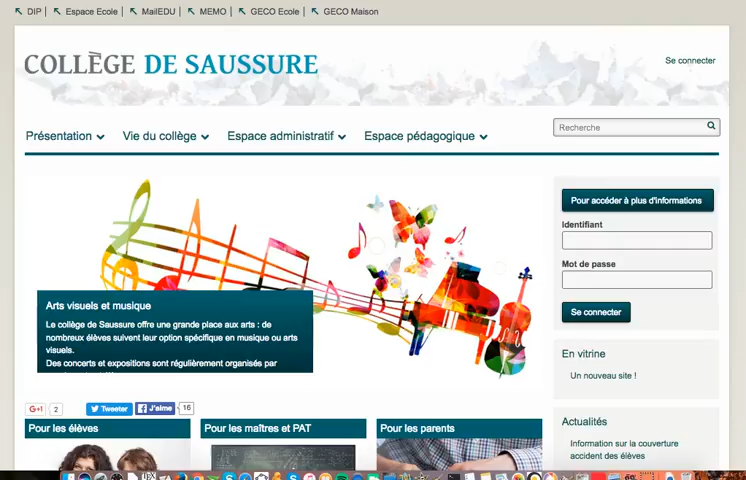 DIP
Espace Ecole
MailEDU
MEMO
GECO Ecole
GECO Maison
COLLÈGE DE SAUSSURE
Se connecter
Présentation
Vie du collège
Espace administratif
Espace pédagogique
Recherche
Pour accéder à plus d'informations
Identifiant
Mot de passe
Se connecter
Arts visuels et musique
Le collège de Saussure offre une grande place aux arts : de
nombreux élèves suivent leur option spécifique en musique ou arts
visuels.
Des concerts et expositions sont régulièrement organisés par
En vitrine
Un nouveau site !
G+1
2
Tweeter
J'aime
16
Actualités
Information sur la couverture
accident des élèves
Pour les élèves
Pour les maîtres et PAT
Pour les parents